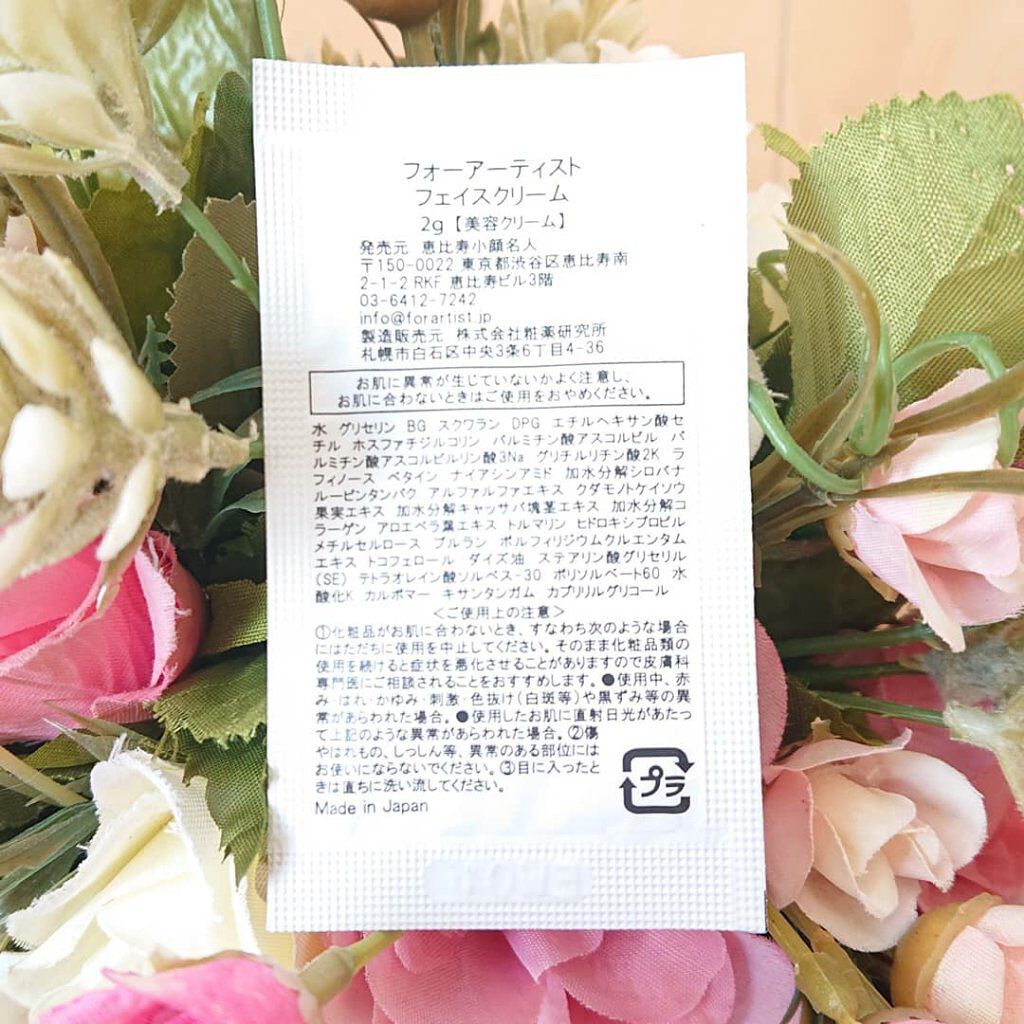 フォーアーティスト
フェイスクリーム
2g【美容クリーム】
発売元 恵比寿小顔名人
〒150-0022 東京都渋谷区恵比寿南
2-1-2 RKF 恵比寿ビル3階
03-6412-7242
info@forartist.jp
製造販売元 株式会社粧薬研究所
札幌市白石区中央3条6丁目4-36
お肌に異常が生じていないかよく注意し、
お肌に合わないときはご使用をおやめください。
水 グリセリン BG スクワラン DPG エチルヘキサン酸セ
チル ホスファチジルコリン パルミチン酸アスコルビル パ
ルミチン酸アスコルビルリン酸3Na グリチルリチン酸2K ラ
フィノース ベタイン ナイアシンアミド 加水分解シロバナ
ルーピンタンパク アルファルファエキス クダモノトケイソウ
果実エキス 加水分解キャッサバ塊茎エキス 加水分解コ
ラーゲン アロエベラ葉エキス トルマリン ヒドロキシプロピル
メチルセルロース プルラン ポルフィリジウムクルエンタム
エキス トコフェロール ダイズ油 ステアリン酸グリセリル
(SE) テトラオレイン酸ソルベス-30 ポリソルベート60 水
酸化K カルボマー キサンタンガム カプリリルグリコール
＜ご使用上の注意＞
①化粧品がお肌に合わないとき、すなわち次のような場合
にはただちに使用を中止してください。そのまま化粧品類の
使用を続けると症状を悪化させることがありますので皮膚科
専門医にご相談されることをおすすめします。●使用中、赤
み・はれ・かゆみ・刺激・色抜け(白斑等)や黒ずみ等の異
常があらわれた場合。●使用したお肌に直射日光があたっ
て上記のような異常があらわれた場合。②傷
やはれもの、しっしん等、異常のある部位には
お使いにならないでください。③目に入ったと
きは直ちに洗い流してください。
Made in Japan
プラ